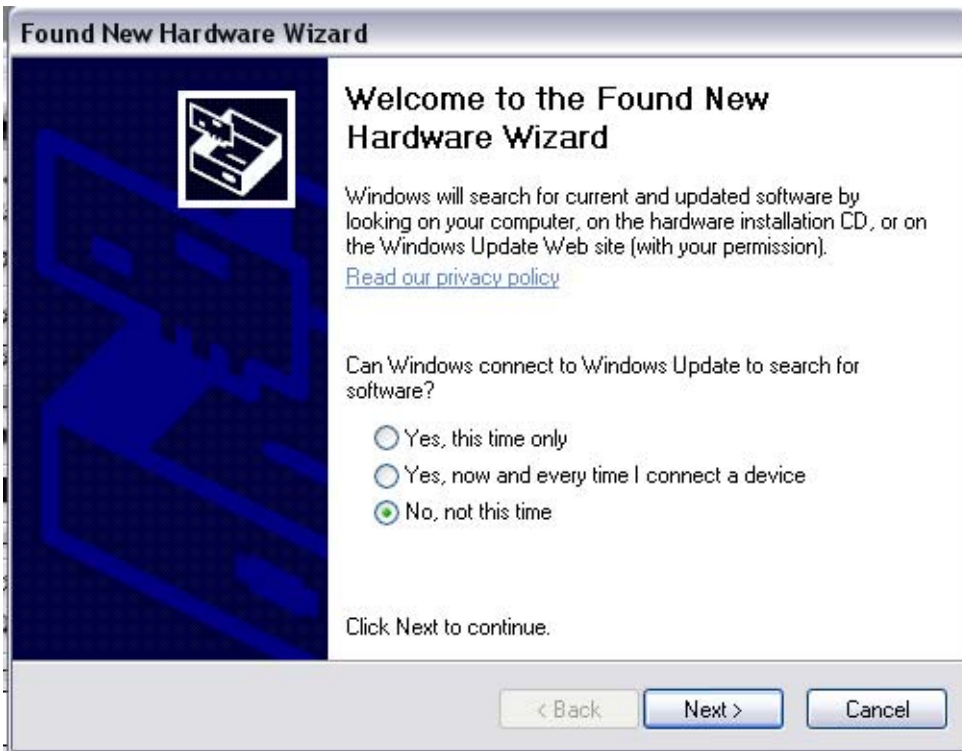 Found New Hardware Wizard
Welcome to the Found New
Hardware Wizard
Windows will search for current and updated software by
looking on your computer, on the hardware installation CD, or on
the Windows Update Web site (with your permission).
Read our privacy policy
Can Windows connect to Windows Update to search for
software?
Yes, this time only
Yes, now and every time I connect a device
No, not this time
Click Next to continue.
< Back
Next >
Cancel